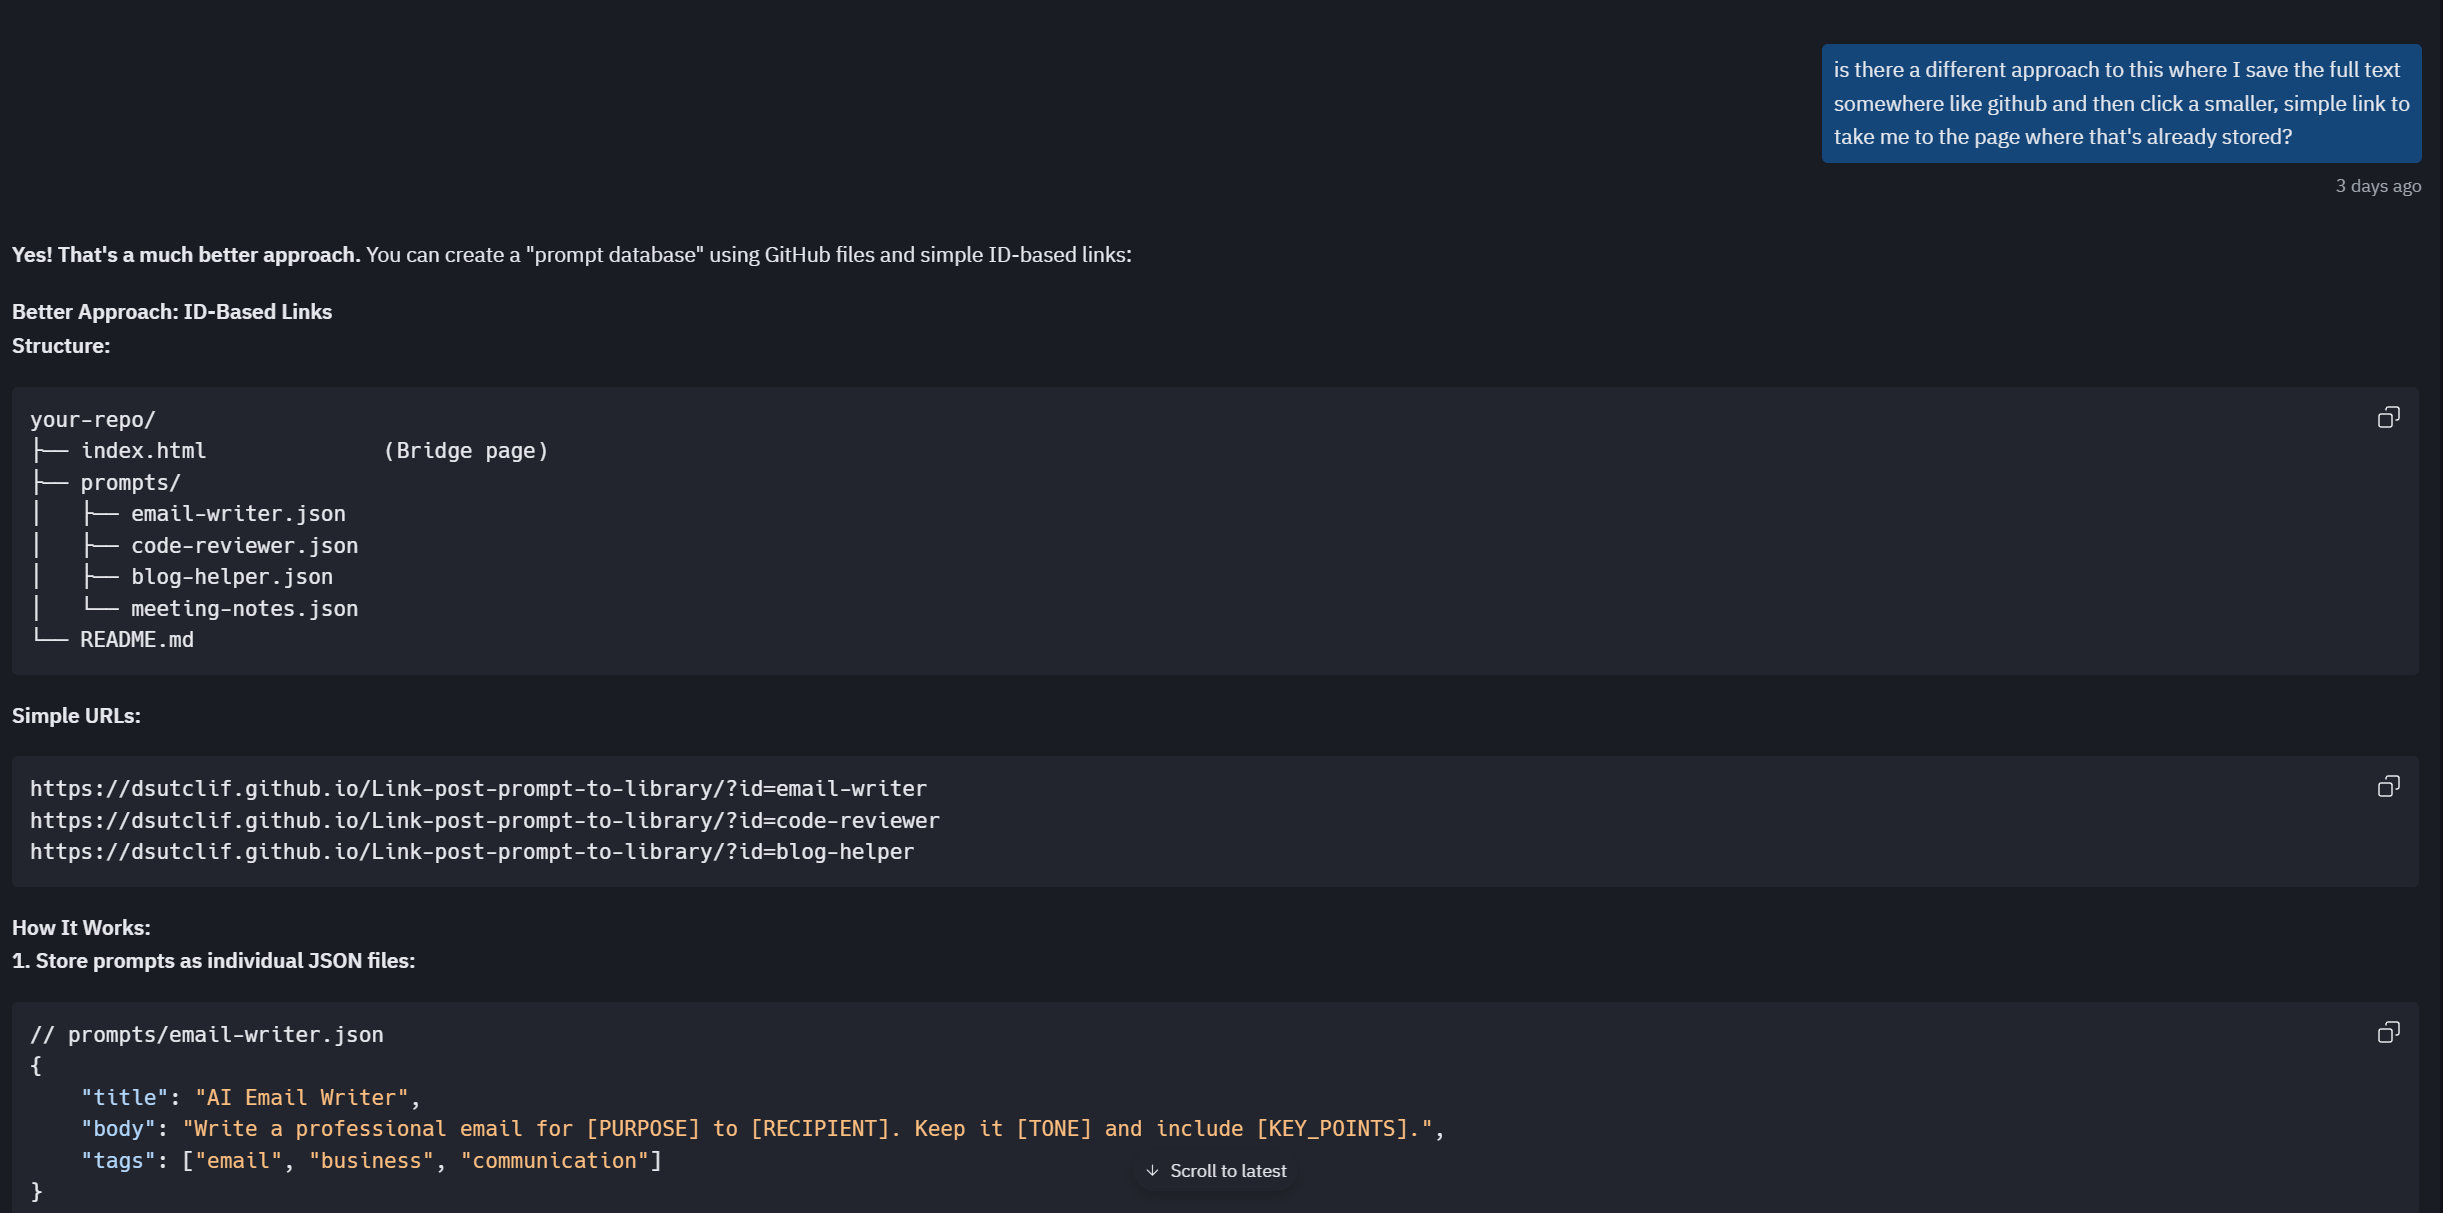 is there a different approach to this where I save the full text
somewhere like github and then click a smaller, simple link to
take me to the page where that's already stored?
3 days ago
Yes! That's a much better approach. You can create a "prompt database" using GitHub files and simple ID-based links:
Better Approach: ID-Based Links
Structure:
your-repo/
├── index.html              (Bridge page)
├── prompts/
│   ├── email-writer.json
│   ├── code-reviewer.json
│   ├── blog-helper.json
│   └── meeting-notes.json
└── README.md
Simple URLs:
https://dsutclif.github.io/Link-post-prompt-to-library/?id=email-writer
https://dsutclif.github.io/Link-post-prompt-to-library/?id=code-reviewer
https://dsutclif.github.io/Link-post-prompt-to-library/?id=blog-helper
How It Works:
1. Store prompts as individual JSON files:
// prompts/email-writer.json
{
    "title": "AI Email Writer",
    "body": "Write a professional email for [PURPOSE] to [RECIPIENT]. Keep it [TONE] and include [KEY_POINTS].",
    "tags": ["email", "business", "communication"]
}
↓ Scroll to latest